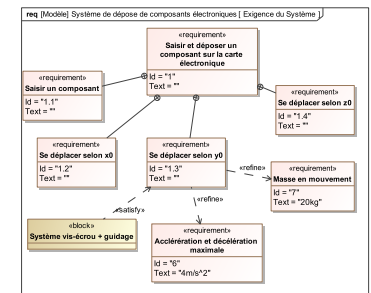 req [Modèle] Système de dépose de composants électroniques [ Exigence du Système ]
«requirement»
Saisir et déposer un
composant sur la carte
électronique
Id = "1"
Text = ""
«requirement»
Saisir un composant
Id = "1.1"
Text = ""
«requirement»
Se déplacer selon z0
Id = "1.4"
Text = ""
«requirement»
Se déplacer selon x0
Id = "1.2"
Text = ""
«requirement»
Se déplacer selon y0
Id = "1.3"
Text = ""
«refine»
«requirement»
Masse en mouvement
Id = "7"
Text = "20kg"
«refine»
«satisfy»
«block»
Système vis-écrou + guidage
«requirement»
Acclérération et décélération
maximale
Id = "6"
Text = "4m/s^2"